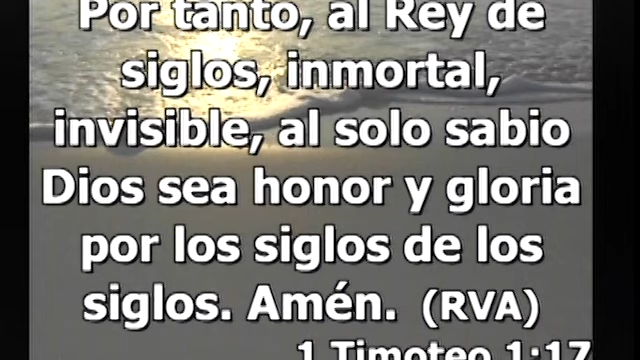 Por tanto, al Rey de
siglos, inmortal,
invisible, al solo sabio
Dios sea honor y gloria
por los siglos de los
siglos. Amén. (RVA)
1 Timoteo 1:17